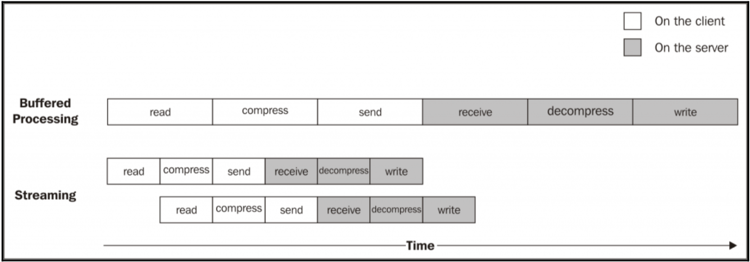 On the client
On the server
Buffered
Processing
read compress send receive decompress write
Streaming
read compress send receive decompress write
read compress send receive decompress write
Time